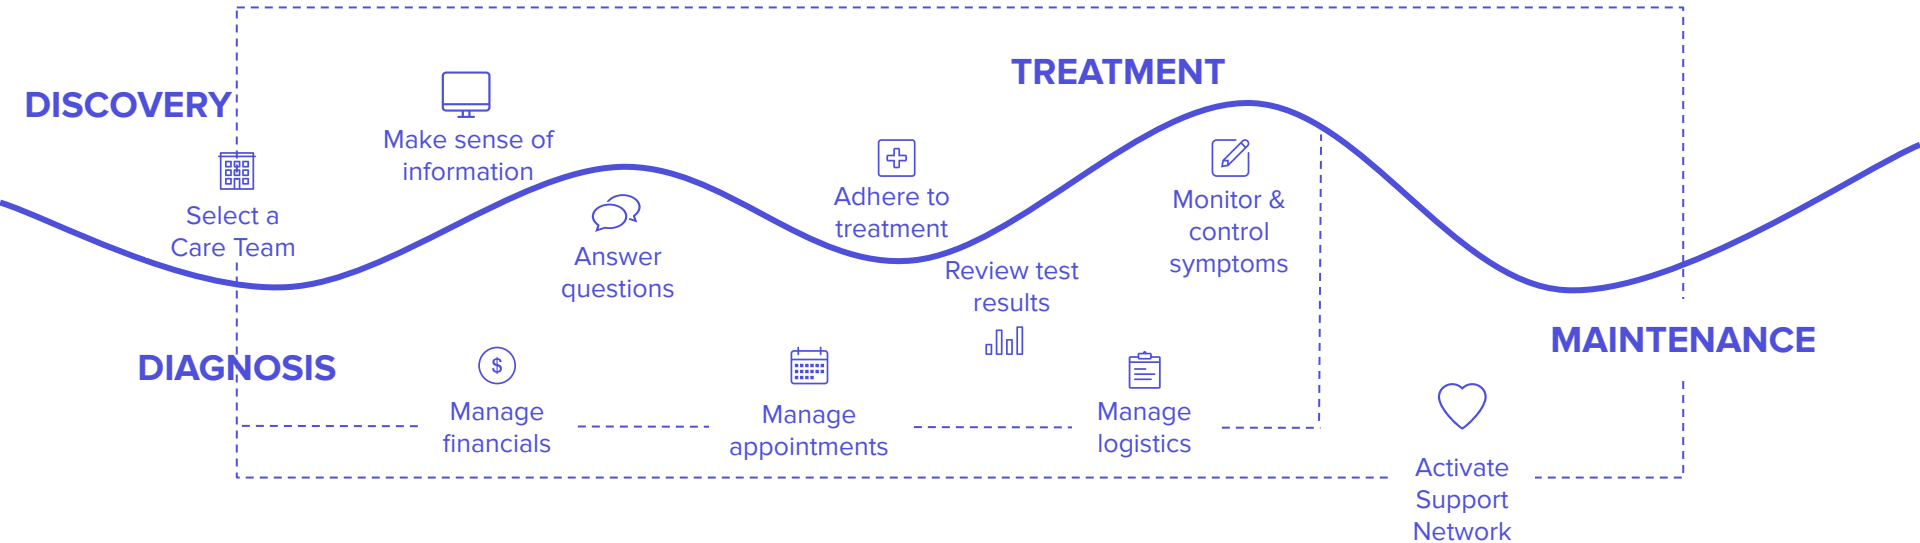 DISCOVERY
Select a
Care Team
DIAGNOSIS
Make sense of
information
Answer
questions
Manage
financials
$
TREATMENT
Adhere to
treatment
Review test
results
Monitor &
control
symptoms
Manage
appointments
Manage
logistics
MAINTENANCE
Activate
Support
Network